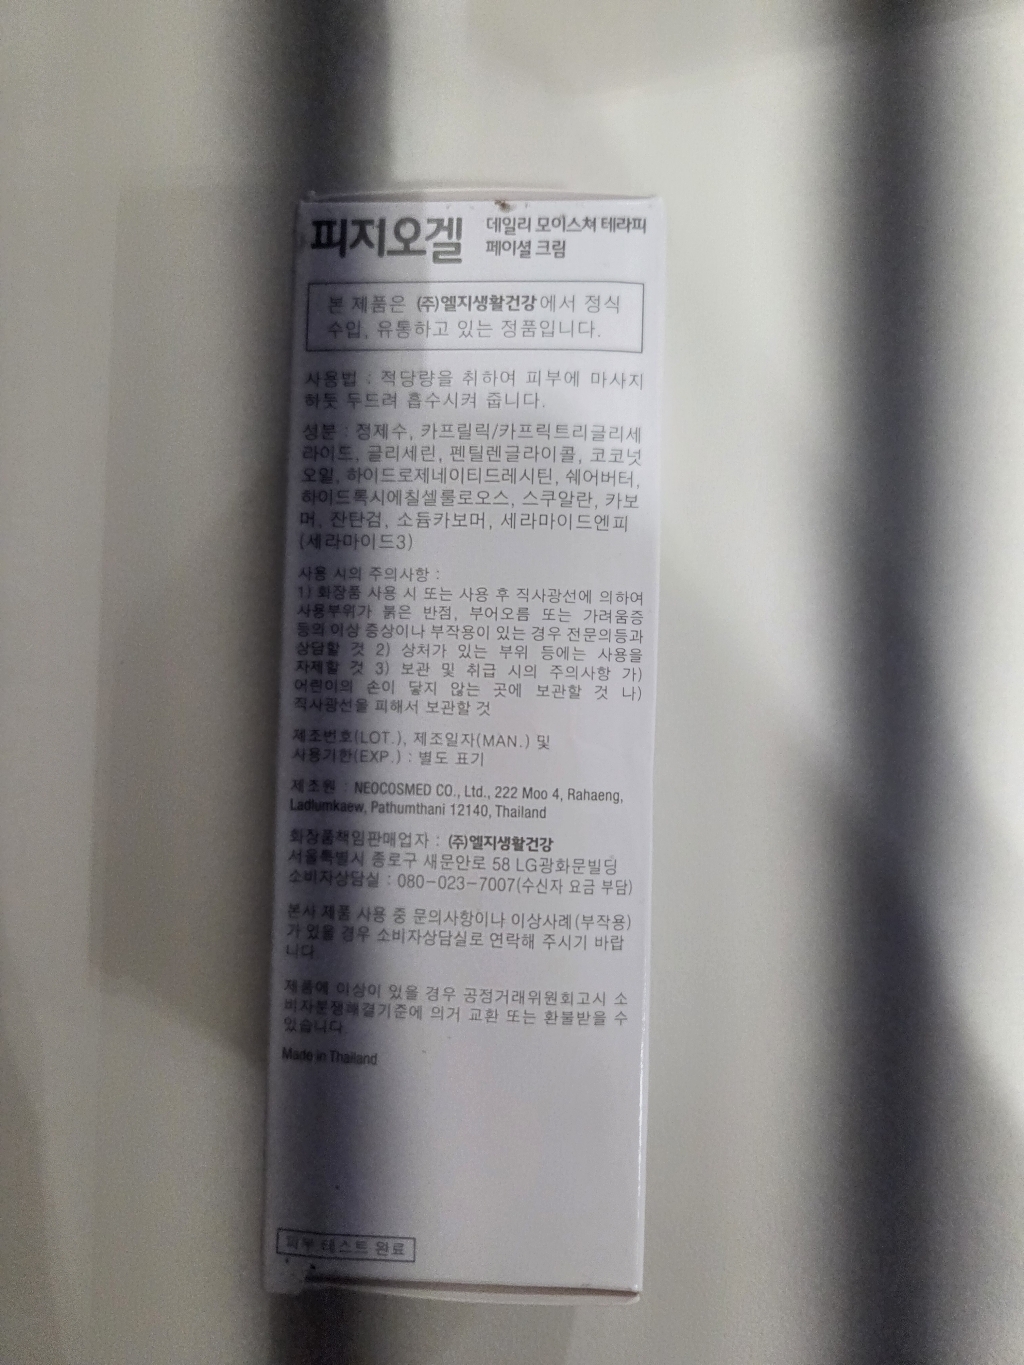 피지오겔
데일리 모이스쳐 테라피
페이셜 크림
본 제품은 (주)엘지생활건강에서 정식
수입, 유통하고 있는 정품입니다.
사용법 : 적당량을 취하여 피부에 마사지
하듯 두드려 흡수시켜 줍니다.
성분 : 정제수, 카프릴릭/카프릭트리글리세
라이드, 글리세린, 펜틸렌글라이콜, 코코넛
오일, 하이드로제네이티드레시틴, 쉐어버터,
하이드록시에칠셀룰로오스, 스쿠알란, 카보
머, 잔탄검, 소듐카보머, 세라마이드엔피
(세라마이드3)
사용 시의 주의사항 :
1) 화장품 사용 시 또는 사용 후 직사광선에 의하여
사용부위가 붉은 반점, 부어오름 또는 가려움증
등의 이상 증상이나 부작용이 있는 경우 전문의등과
상담할 것 2) 상처가 있는 부위 등에는 사용을
자제할 것 3) 보관 및 취급 시의 주의사항 가)
어린이의 손이 닿지 않는 곳에 보관할 것 나)
직사광선을 피해서 보관할 것
제조번호(LOT.), 제조일자(MAN.) 및
사용기한(EXP.) : 별도 표기
제조원 : NEOCOSMED CO., Ltd., 222 Moo 4, Rahaeng,
Ladlumkaew, Pathumthani 12140, Thailand
화장품책임판매업자 : (주)엘지생활건강
서울특별시 종로구 새문안로 58 LG광화문빌딩
소비자상담실 : 080-023-7007(수신자 요금 부담)
본사 제품 사용 중 문의사항이나 이상사례(부작용)
가 있을 경우 소비자상담실로 연락해 주시기 바랍
니다.
제품에 이상이 있을 경우 공정거래위원회고시 소
비자분쟁해결기준에 의거 교환 또는 환불받을 수
있습니다.
Made in Thailand
피부 테스트 완료